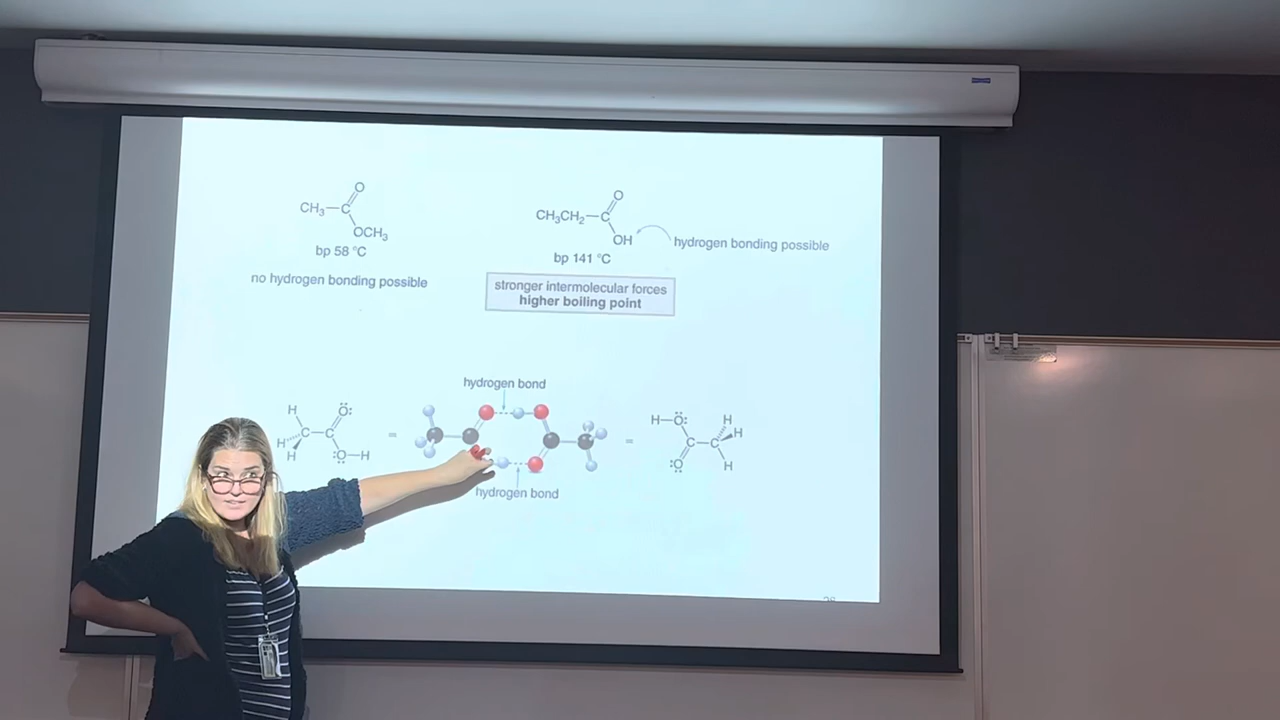 O
CH₃—C
OCH₃
bp 58 °C
no hydrogen bonding possible
O
CH₃CH₂—C
OH
hydrogen bonding possible
bp 141 °C
stronger intermolecular forces
higher boiling point
hydrogen bond
H
Ö:
H C—C
H
:Ö—H
=
=
H—Ö:
H
H
C—C
:O
H
hydrogen bond